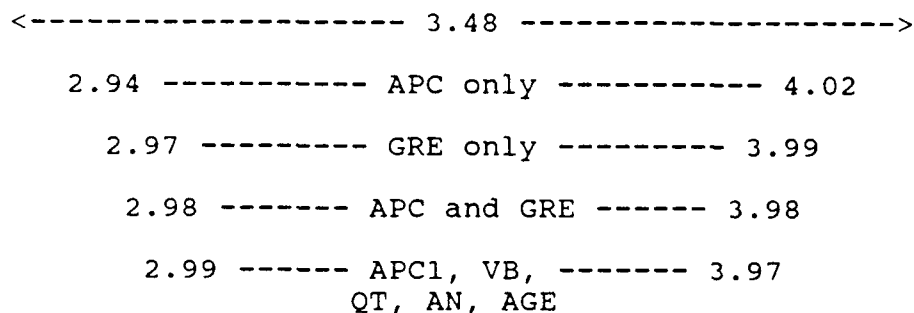 <--------------------- 3.48 -------------------->
2.94 ----------- APC only ----------- 4.02
2.97 --------- GRE only --------- 3.99
2.98 ------- APC and GRE ------ 3.98
2.99 ------ APC1, VB, ------- 3.97
QT, AN, AGE